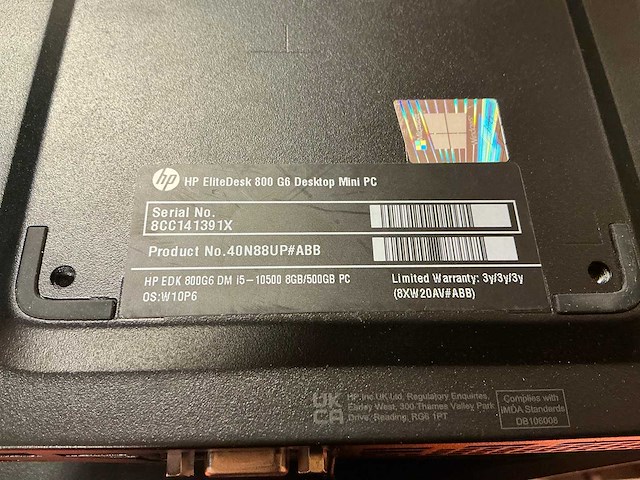 hp HP EliteDesk 800 G6 Desktop Mini PC
Serial No.
8CC141391X
Product No.40N88UP#ABB
HP EDK 800G6 DM i5-10500 8GB/500GB PC
OS:W10P6
Limited Warranty: 3y/3y/3y
(8XW20AV#ABB)
UK
CA
HP Inc UK Ltd, Regulatory Enquiries,
Earley West, 300 Thames Valley Park
Drive, Reading, RG6 1PT
Complies with
IMDA Standards
DB106008